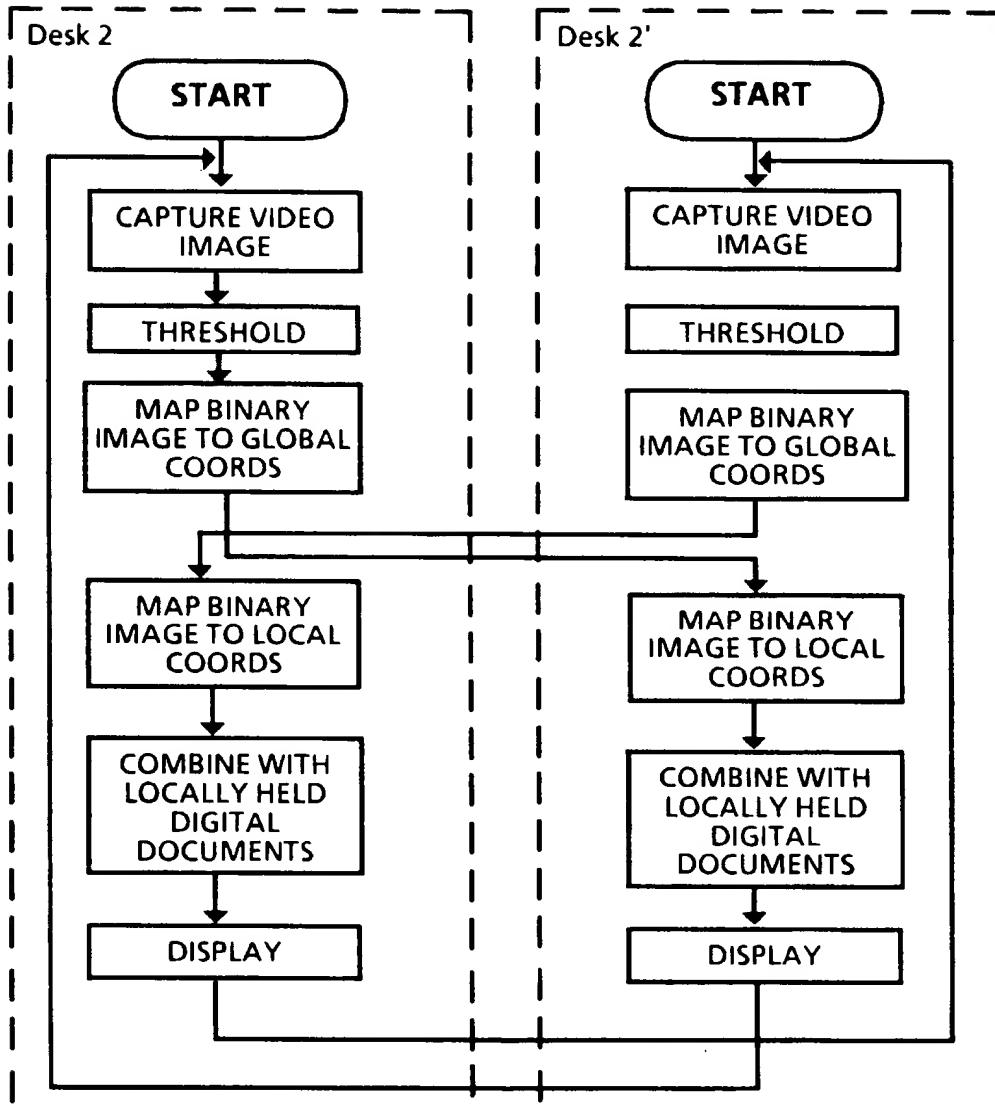 Desk 2
START
CAPTURE VIDEO
IMAGE
THRESHOLD
MAP BINARY
IMAGE TO GLOBAL
COORDS
MAP BINARY
IMAGE TO LOCAL
COORDS
COMBINE WITH
LOCALLY HELD
DIGITAL
DOCUMENTS
DISPLAY
Desk 2'
START
CAPTURE VIDEO
IMAGE
THRESHOLD
MAP BINARY
IMAGE TO GLOBAL
COORDS
MAP BINARY
IMAGE TO LOCAL
COORDS
COMBINE WITH
LOCALLY HELD
DIGITAL
DOCUMENTS
DISPLAY